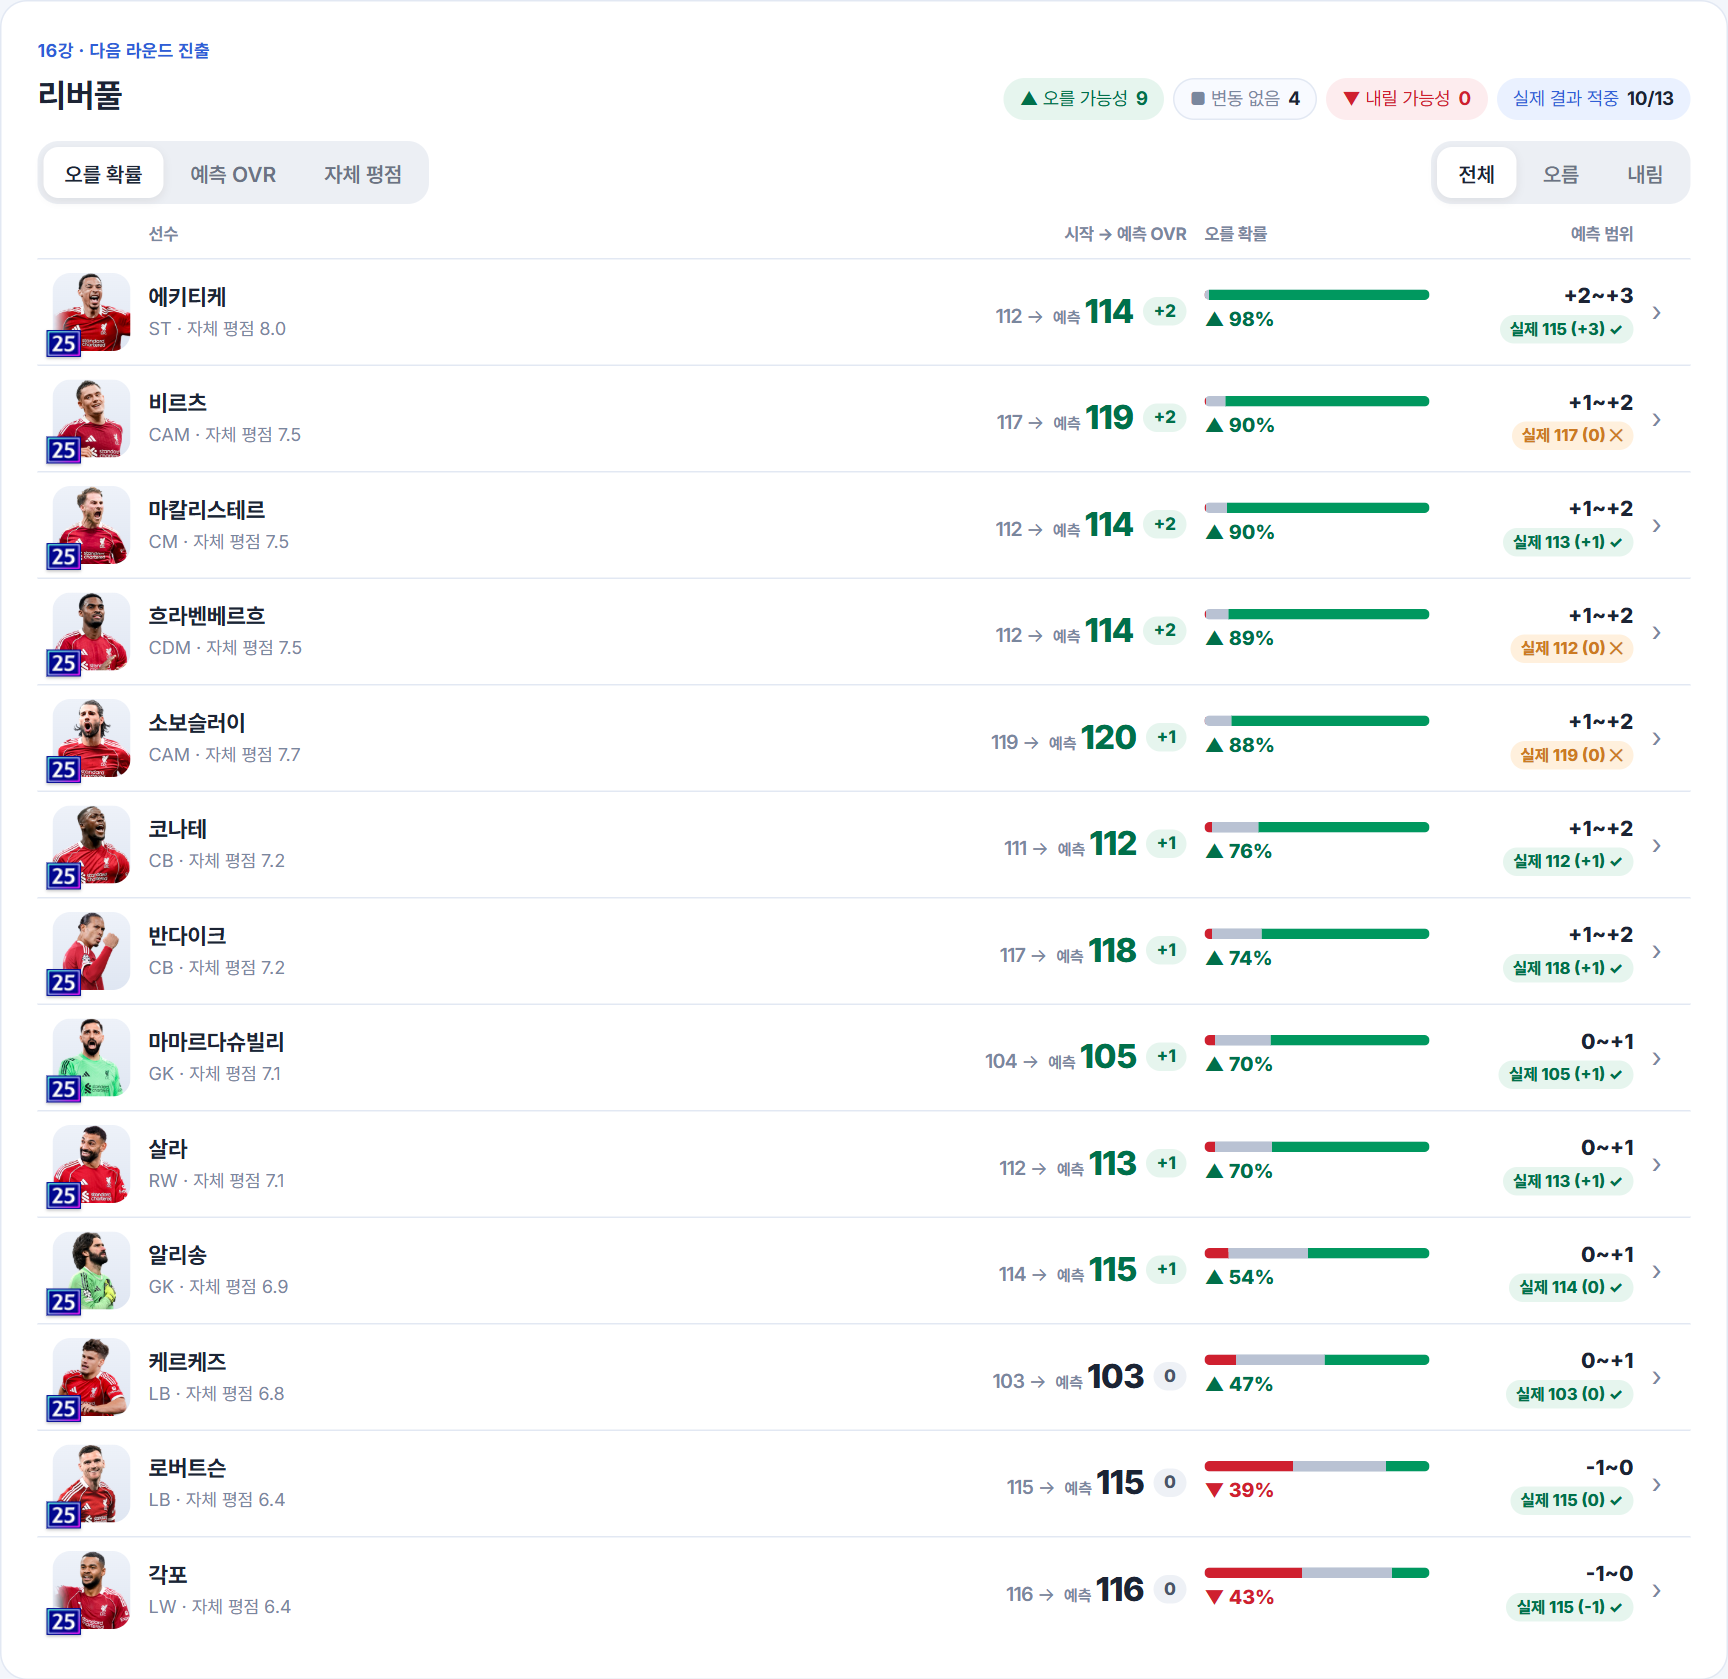 16강 · 다음 라운드 진출
리버풀
▲ 오를 가능성 9 ■ 변동 없음 4 ▼ 내릴 가능성 0 실제 결과 적중 10/13
오를 확률 예측 OVR 자체 평점 전체 오름 내림
선수 시작 → 예측 OVR 오를 확률 예측 범위
에키티케
ST · 자체 평점 8.0
25
112 → 예측 114 +2
▲ 98%
+2~+3
실제 115 (+3) ✓
비르츠
CAM · 자체 평점 7.5
25
117 → 예측 119 +2
▲ 90%
+1~+2
실제 117 (0) ✕
마칼리스테르
CM · 자체 평점 7.5
25
112 → 예측 114 +2
▲ 90%
+1~+2
실제 113 (+1) ✓
흐라벤베르흐
CDM · 자체 평점 7.5
25
112 → 예측 114 +2
▲ 89%
+1~+2
실제 112 (0) ✕
소보슬러이
CAM · 자체 평점 7.7
25
119 → 예측 120 +1
▲ 88%
+1~+2
실제 119 (0) ✕
코나테
CB · 자체 평점 7.2
25
111 → 예측 112 +1
▲ 76%
+1~+2
실제 112 (+1) ✓
반다이크
CB · 자체 평점 7.2
25
117 → 예측 118 +1
▲ 74%
+1~+2
실제 118 (+1) ✓
마마르다슈빌리
GK · 자체 평점 7.1
25
104 → 예측 105 +1
▲ 70%
0~+1
실제 105 (+1) ✓
살라
RW · 자체 평점 7.1
25
112 → 예측 113 +1
▲ 70%
0~+1
실제 113 (+1) ✓
알리송
GK · 자체 평점 6.9
25
114 → 예측 115 +1
▲ 54%
0~+1
실제 114 (0) ✓
케르케즈
LB · 자체 평점 6.8
25
103 → 예측 103 0
▲ 47%
0~+1
실제 103 (0) ✓
로버트슨
LB · 자체 평점 6.4
25
115 → 예측 115 0
▼ 39%
-1~0
실제 115 (0) ✓
각포
LW · 자체 평점 6.4
25
116 → 예측 116 0
▼ 43%
-1~0
실제 115 (-1) ✓